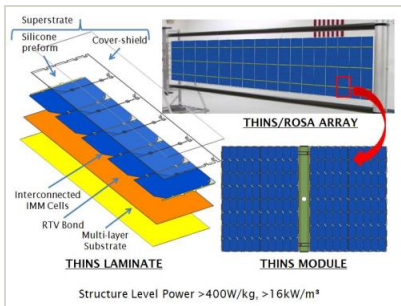 Superstrate
Silicone
preform
Cover-shield
THINS/ROSA ARRAY
Interconnected
IMM Cells
RTV Bond
Multi-layer
Substrate
THINS LAMINATE
THINS MODULE
Structure Level Power >400W/kg, >16kW/m³